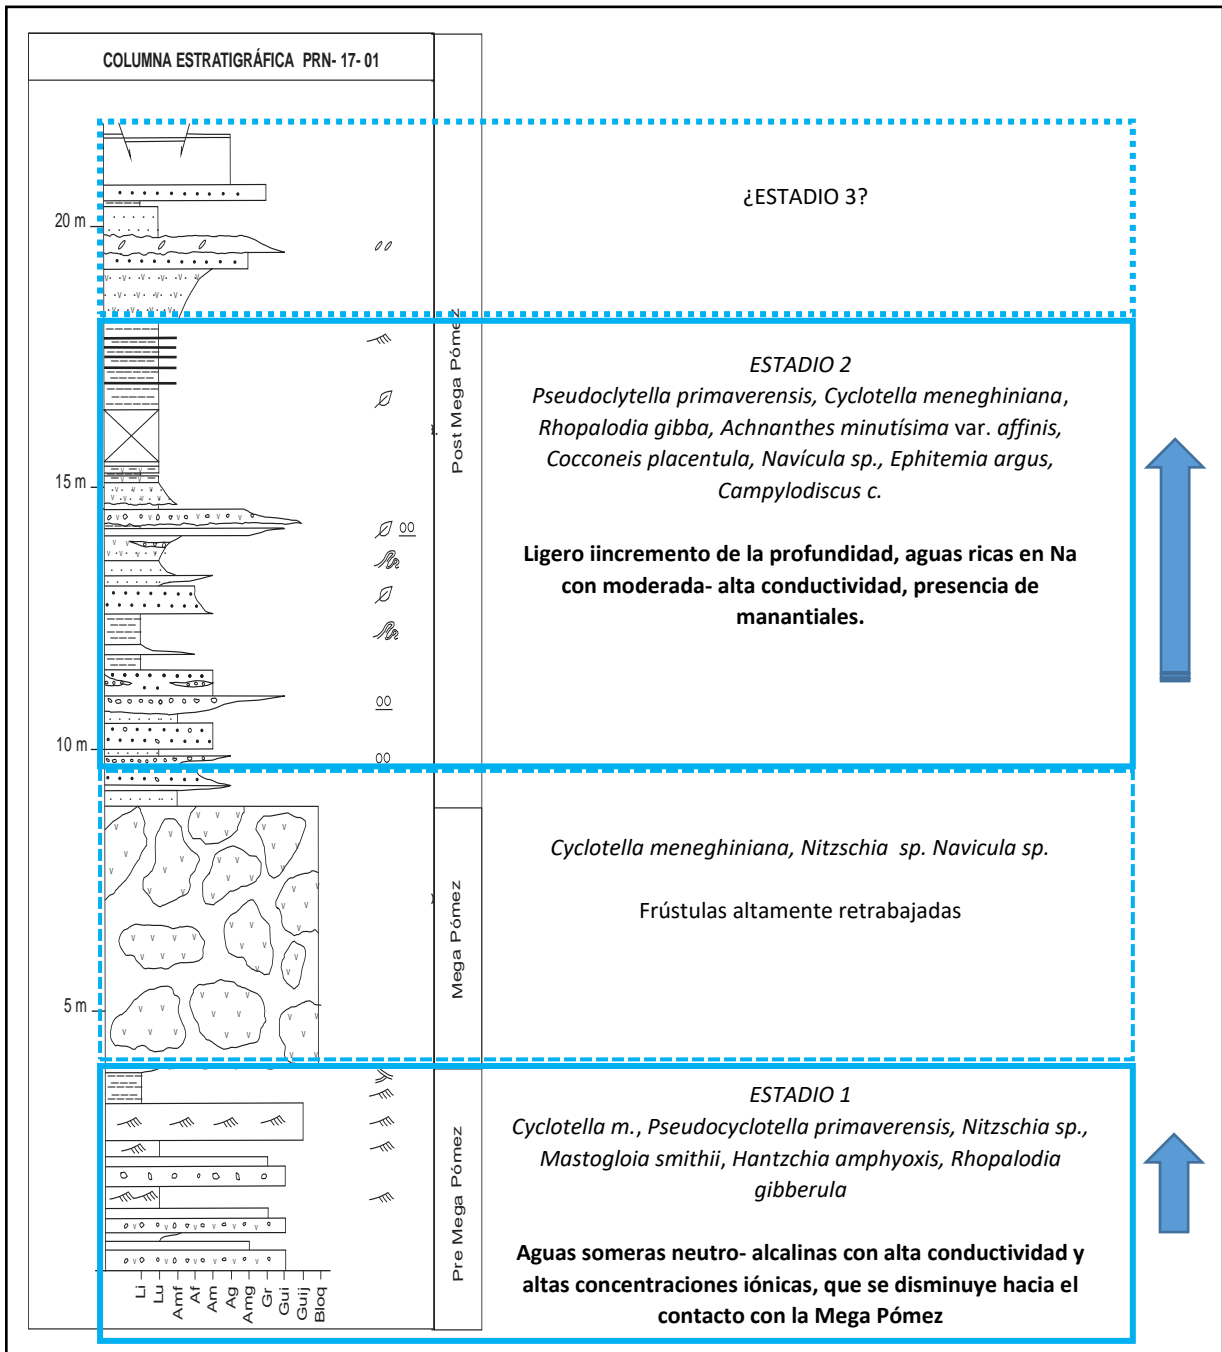 COLUMNA ESTRATIGRÁFICA PRN- 17- 01
20 m
15 m
10 m
5 m
Li
Lu
Amf
Af
Am
Ag
Amg
Gr
Gui
Guij
Bloq
Post Mega Pómez
Mega Pómez
Pre Mega Pómez
¿ESTADIO 3?
ESTADIO 2
Pseudoclytella primaverensis, Cyclotella meneghiniana,
Rhopalodia gibba, Achnanthes minutísima var. affinis,
Cocconeis placentula, Navícula sp., Ephitemia argus,
Campylodiscus c.
Ligero iincremento de la profundidad, aguas ricas en Na
con moderada- alta conductividad, presencia de
manantiales.
Cyclotella meneghiniana, Nitzschia sp. Navicula sp.
Frústulas altamente retrabajadas
ESTADIO 1
Cyclotella m., Pseudocyclotella primaverensis, Nitzschia sp.,
Mastogloia smithii, Hantzchia amphyoxis, Rhopalodia
gibberula
Aguas someras neutro- alcalinas con alta conductividad y
altas concentraciones iónicas, que se disminuye hacia el
contacto con la Mega Pómez